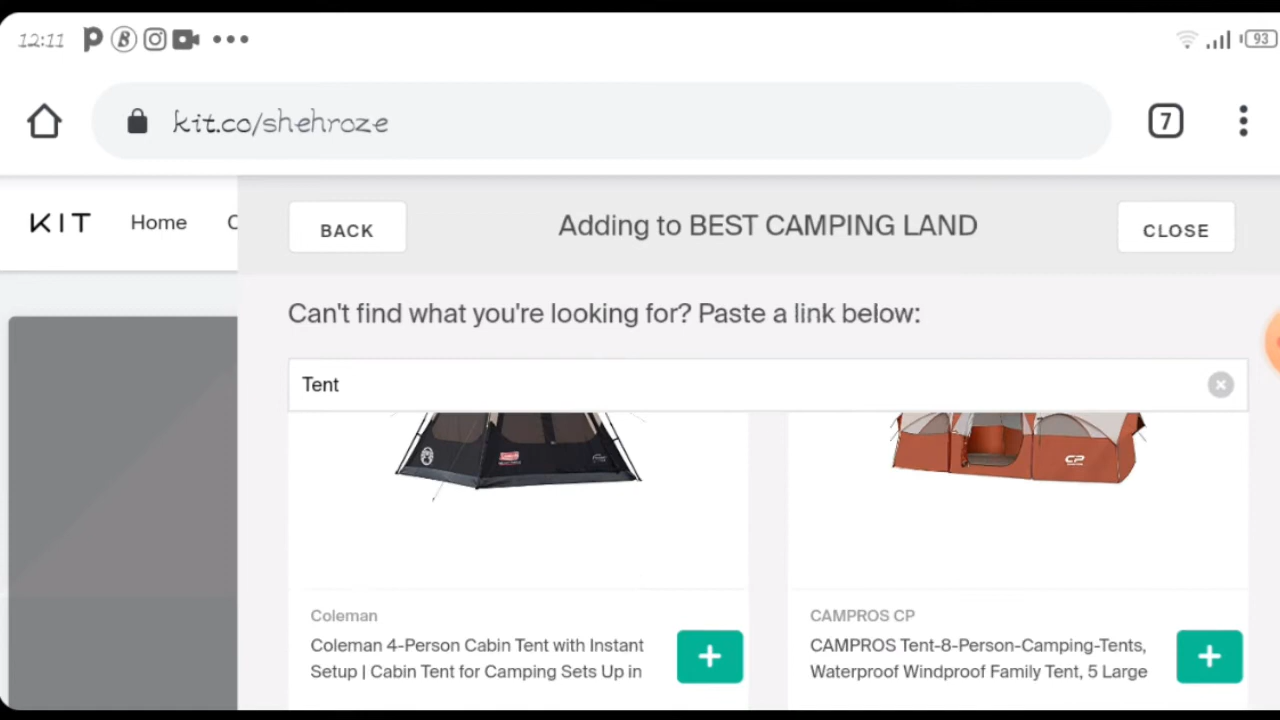 12:11
93
kit.co/shehroze
7
KIT Home C
BACK
Adding to BEST CAMPING LAND
CLOSE
Can't find what you're looking for? Paste a link below:
Tent
CP
Coleman
Coleman 4-Person Cabin Tent with Instant
Setup | Cabin Tent for Camping Sets Up in
CAMPROS CP
CAMPROS Tent-8-Person-Camping-Tents,
Waterproof Windproof Family Tent, 5 Large